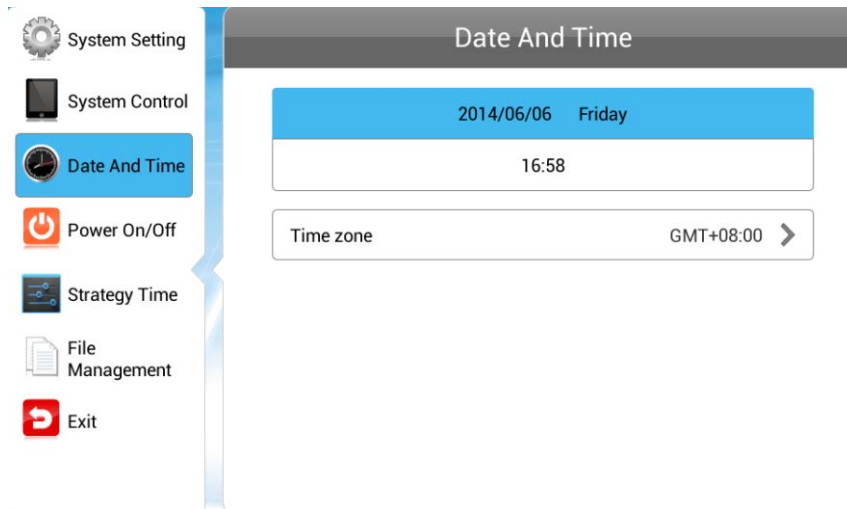 System Setting
System Control
Date And Time
Power On/Off
Strategy Time
File
Management
Exit
Date And Time
2014/06/06 Friday
16:58
Time zone GMT+08:00